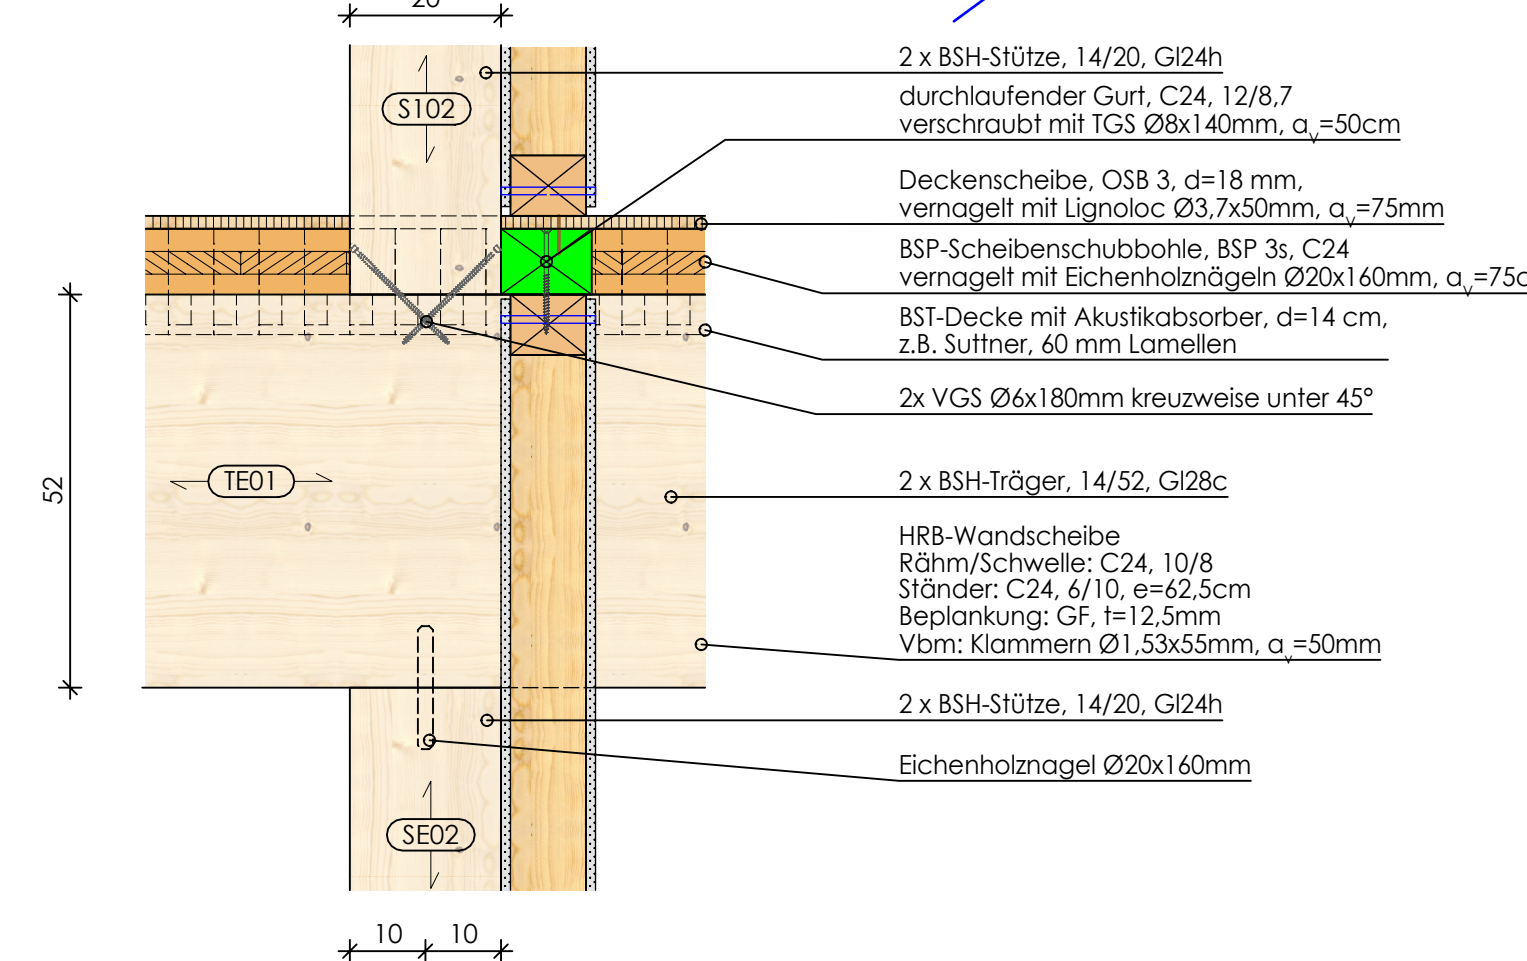 20
2 x BSH-Stütze, 14/20, Gl24h
durchlaufender Gurt, C24, 12/8,7
verschraubt mit TGS Ø8x140mm, a_v=50cm
S102
Deckenscheibe, OSB 3, d=18 mm,
vernagelt mit Lignoloc Ø3,7x50mm, a_v=75mm
BSP-Scheibenschubbohle, BSP 3s, C24
vernagelt mit Eichenholznägeln Ø20x160mm, a_v=75c
BST-Decke mit Akustikabsorber, d=14 cm,
z.B. Suttner, 60 mm Lamellen
2x VGS Ø6x180mm kreuzweise unter 45°
TE01
52
2 x BSH-Träger, 14/52, Gl28c
HRB-Wandscheibe
Rähm/Schwelle: C24, 10/8
Ständer: C24, 6/10, e=62,5cm
Beplankung: GF, t=12,5mm
Vbm: Klammern Ø1,53x55mm, a_v=50mm
2 x BSH-Stütze, 14/20, Gl24h
Eichenholznagel Ø20x160mm
SE02
10 10